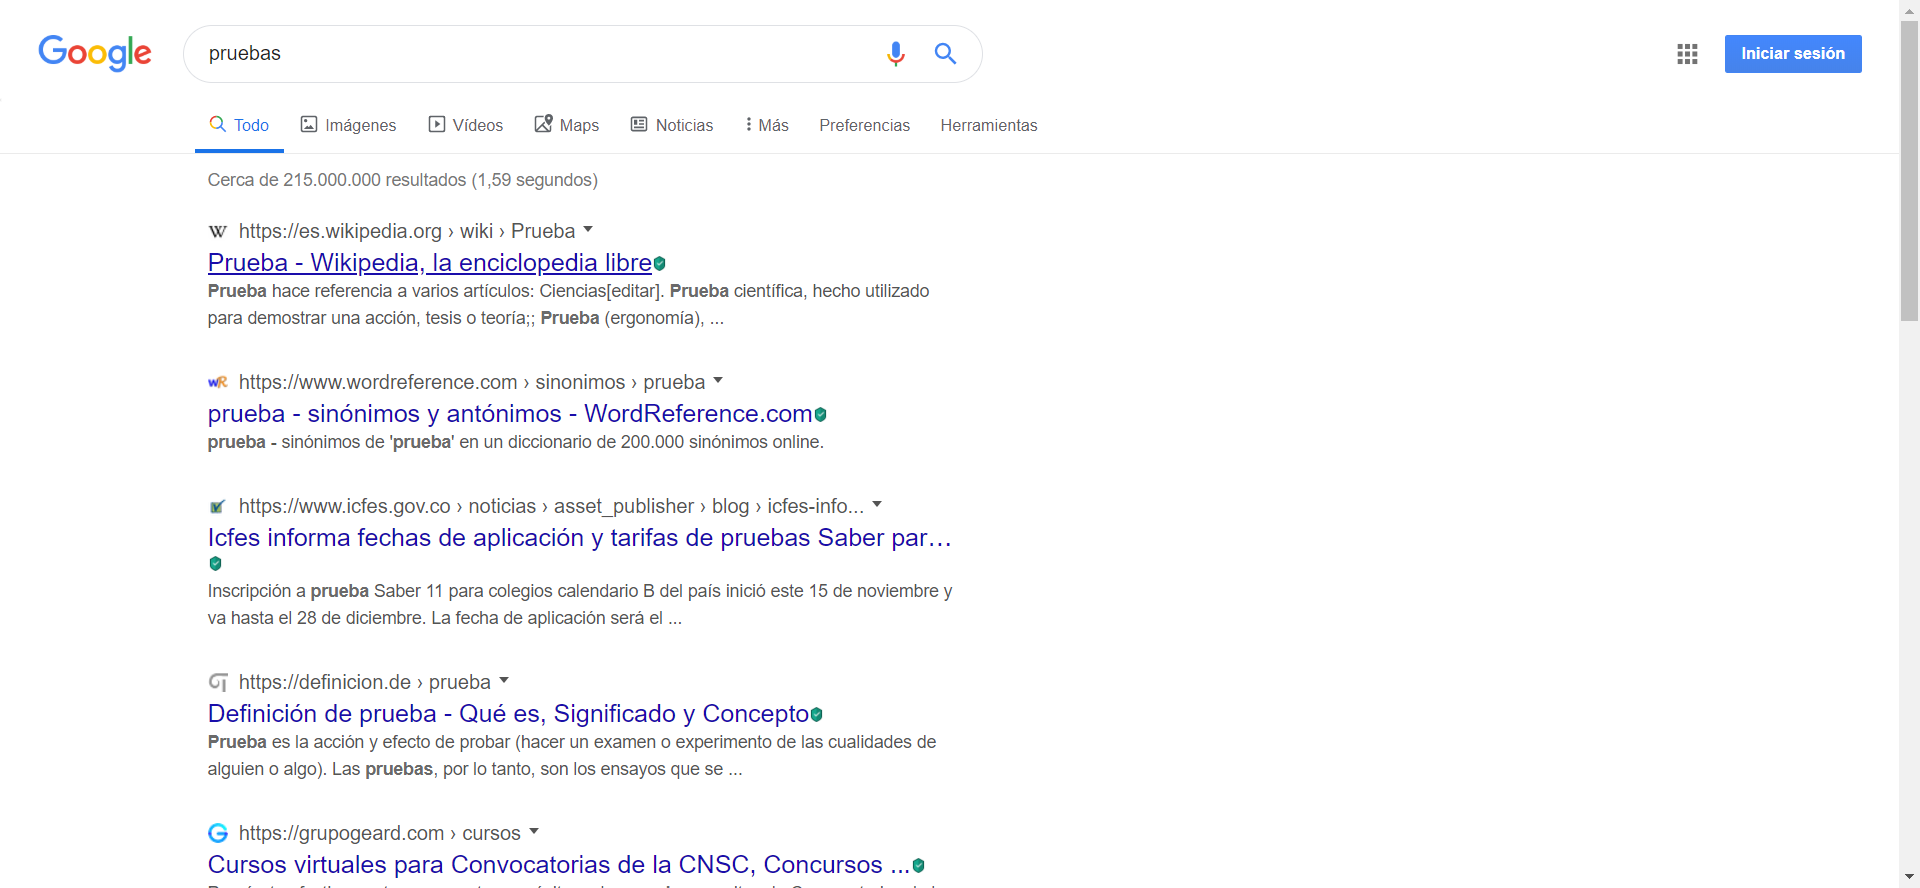 Google
pruebas
Iniciar sesión
Todo Imágenes Vídeos Maps Noticias Más Preferencias Herramientas
Cerca de 215.000.000 resultados (1,59 segundos)
W https://es.wikipedia.org › wiki › Prueba
Prueba - Wikipedia, la enciclopedia libre
Prueba hace referencia a varios artículos: Ciencias[editar]. Prueba científica, hecho utilizado
para demostrar una acción, tesis o teoría;; Prueba (ergonomía), ...
WR https://www.wordreference.com › sinonimos › prueba
prueba - sinónimos y antónimos - WordReference.com
prueba - sinónimos de 'prueba' en un diccionario de 200.000 sinónimos online.
https://www.icfes.gov.co › noticias › asset_publisher › blog › icfes-info...
Icfes informa fechas de aplicación y tarifas de pruebas Saber par...
Inscripción a prueba Saber 11 para colegios calendario B del país inició este 15 de noviembre y
va hasta el 28 de diciembre. La fecha de aplicación será el ...
https://definicion.de › prueba
Definición de prueba - Qué es, Significado y Concepto
Prueba es la acción y efecto de probar (hacer un examen o experimento de las cualidades de
alguien o algo). Las pruebas, por lo tanto, son los ensayos que se ...
https://grupogeard.com › cursos
Cursos virtuales para Convocatorias de la CNSC, Concursos ...